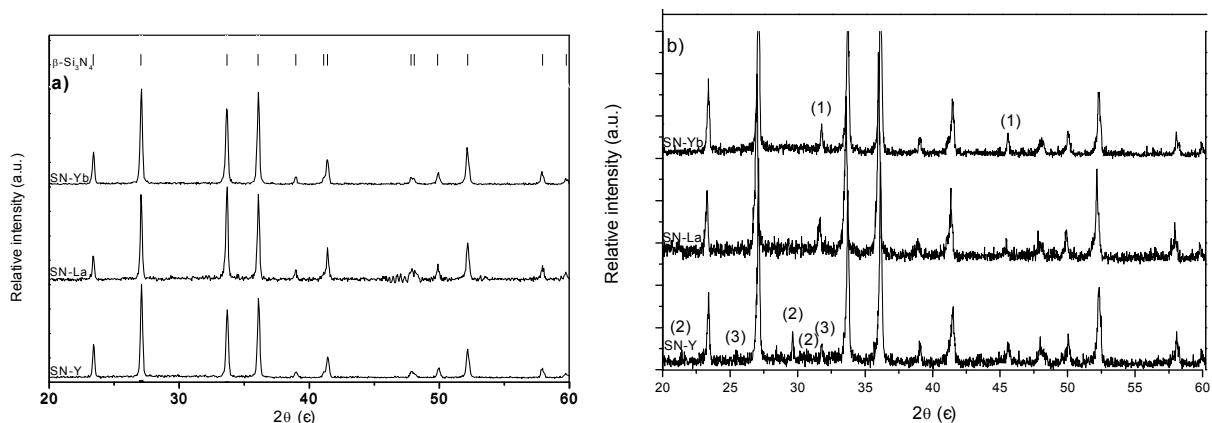 β-Si₃N₄
a)
SN-Yb
SN-La
SN-Y
Relative intensity (a.u.)
20 30 40 50 60
2θ (є)
b)
(1) (1)
SN-Yb
SN-La
(2) (3) (2) (2) (3)
SN-Y
Relative intensity (a.u.)
20 25 30 35 40 45 50 55 60
2θ (є)